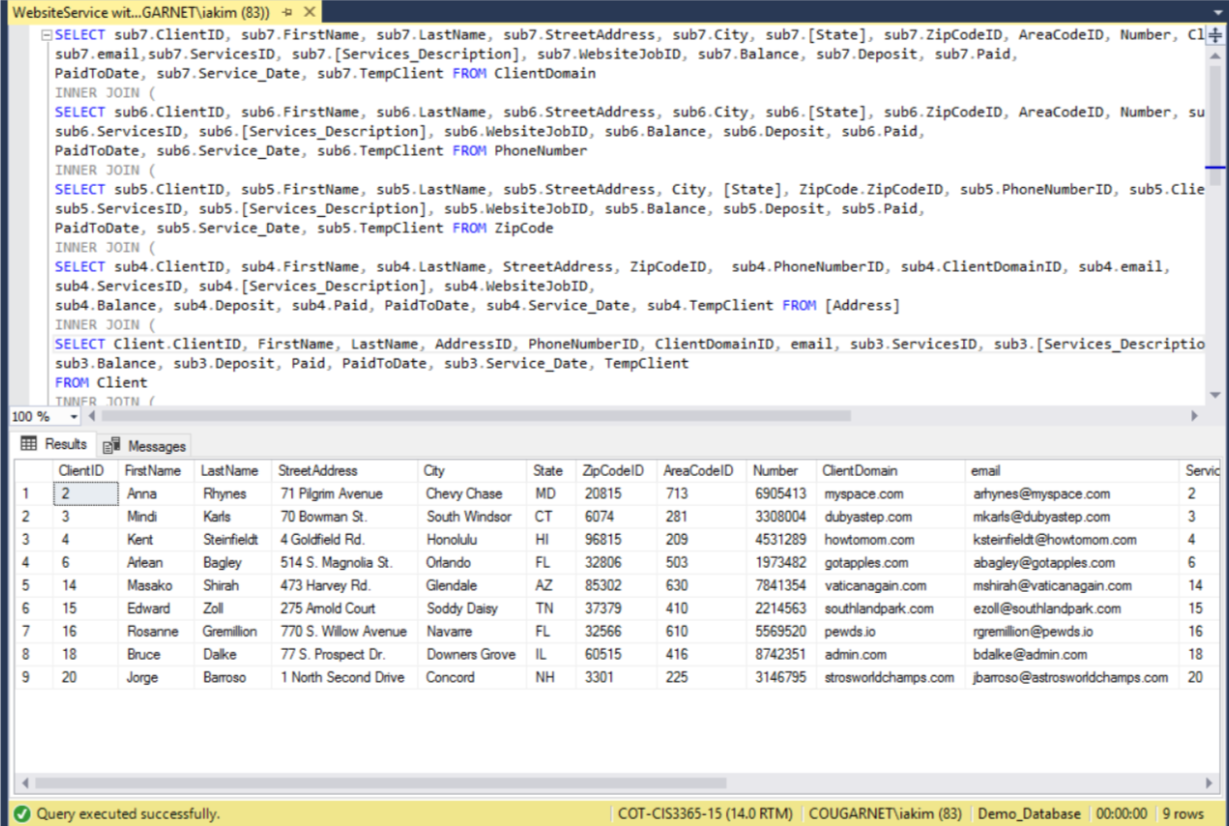 WebsiteService wit...GARNET\iakim (83))
SELECT sub7.ClientID, sub7.FirstName, sub7.LastName, sub7.StreetAddress, sub7.City, sub7.[State], sub7.ZipCodeID, AreaCodeID, Number, Cl
sub7.email,sub7.ServicesID, sub7.[Services_Description], sub7.WebsiteJobID, sub7.Balance, sub7.Deposit, sub7.Paid,
PaidToDate, sub7.Service_Date, sub7.TempClient FROM ClientDomain
INNER JOIN (
SELECT sub6.ClientID, sub6.FirstName, sub6.LastName, sub6.StreetAddress, sub6.City, sub6.[State], sub6.ZipCodeID, AreaCodeID, Number, su
sub6.ServicesID, sub6.[Services_Description], sub6.WebsiteJobID, sub6.Balance, sub6.Deposit, sub6.Paid,
PaidToDate, sub6.Service_Date, sub6.TempClient FROM PhoneNumber
INNER JOIN (
SELECT sub5.ClientID, sub5.FirstName, sub5.LastName, sub5.StreetAddress, City, [State], ZipCode.ZipCodeID, sub5.PhoneNumberID, sub5.Clie
sub5.ServicesID, sub5.[Services_Description], sub5.WebsiteJobID, sub5.Balance, sub5.Deposit, sub5.Paid,
PaidToDate, sub5.Service_Date, sub5.TempClient FROM ZipCode
INNER JOIN (
SELECT sub4.ClientID, sub4.FirstName, sub4.LastName, StreetAddress, ZipCodeID, sub4.PhoneNumberID, sub4.ClientDomainID, sub4.email,
sub4.ServicesID, sub4.[Services_Description], sub4.WebsiteJobID,
sub4.Balance, sub4.Deposit, sub4.Paid, PaidToDate, sub4.Service_Date, sub4.TempClient FROM [Address]
INNER JOIN (
SELECT Client.ClientID, FirstName, LastName, AddressID, PhoneNumberID, ClientDomainID, email, sub3.ServicesID, sub3.[Services_Descriptio
sub3.Balance, sub3.Deposit, Paid, PaidToDate, sub3.Service_Date, TempClient
FROM Client
INNER JOIN (
100 %
Results Messages
ClientID FirstName LastName StreetAddress City State ZipCodeID AreaCodeID Number ClientDomain email Servic
1 2 Anna Rhynes 71 Pilgrim Avenue Chevy Chase MD 20815 713 6905413 myspace.com arhynes@myspace.com 2
2 3 Mindi Karls 70 Bowman St. South Windsor CT 6074 281 3308004 dubyastep.com mkarls@dubyastep.com 3
3 4 Kent Steinfieldt 4 Goldfield Rd. Honolulu HI 96815 209 4531289 howtomom.com ksteinfieldt@howtomom.com 4
4 6 Arlean Bagley 514 S. Magnolia St. Orlando FL 32806 503 1973482 gotapples.com abagley@gotapples.com 6
5 14 Masako Shirah 473 Harvey Rd. Glendale AZ 85302 630 7841354 vaticanagain.com mshirah@vaticanagain.com 14
6 15 Edward Zoll 275 Arnold Court Soddy Daisy TN 37379 410 2214563 southlandpark.com ezoll@southlandpark.com 15
7 16 Rosanne Gremillion 770 S. Willow Avenue Navarre FL 32566 610 5569520 pewds.io rgremillion@pewds.io 16
8 18 Bruce Dalke 77 S. Prospect Dr. Downers Grove IL 60515 416 8742351 admin.com bdalke@admin.com 18
9 20 Jorge Barroso 1 North Second Drive Concord NH 3301 225 3146795 strosworldchamps.com jbarroso@astrosworldchamps.com 20
Query executed successfully. COT-CIS3365-15 (14.0 RTM) COUGARNET\iakim (83) Demo_Database 00:00:00 9 rows